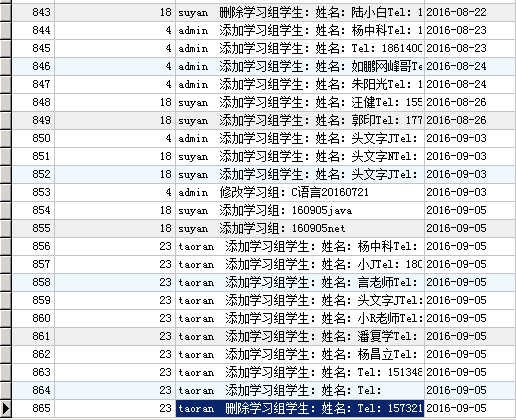 843 18 suyan 删除学习组学生：姓名：陆小白Tel：1 2016-08-22
844 4 admin 添加学习组学生：姓名：杨中科Tel：1 2016-08-23
845 4 admin 添加学习组学生：姓名：Tel：1861400 2016-08-23
846 4 admin 添加学习组学生：姓名：如鹏网峰哥Te 2016-08-24
847 4 admin 添加学习组学生：姓名：朱阳光Tel：1 2016-08-24
848 18 suyan 添加学习组学生：姓名：汪健Tel：155 2016-08-26
849 18 suyan 添加学习组学生：姓名：郭印Tel：177 2016-08-26
850 4 admin 添加学习组学生：姓名：头文字JTel： 2016-09-03
851 18 suyan 添加学习组学生：姓名：头文字NTel： 2016-09-03
852 18 suyan 添加学习组学生：姓名：头文字JTel： 2016-09-03
853 4 admin 修改学习组：C语言20160721 2016-09-03
854 18 suyan 添加学习组：160905java 2016-09-05
855 18 suyan 添加学习组：160905net 2016-09-05
856 23 taoran 添加学习组学生：姓名：杨中科Tel： 2016-09-05
857 23 taoran 添加学习组学生：姓名：小JTel：180 2016-09-05
858 23 taoran 添加学习组学生：姓名：言老师Tel： 2016-09-05
859 23 taoran 添加学习组学生：姓名：头文字JTel 2016-09-05
860 23 taoran 添加学习组学生：姓名：小R老师Tel 2016-09-05
861 23 taoran 添加学习组学生：姓名：潘复学Tel： 2016-09-05
862 23 taoran 添加学习组学生：姓名：杨昌立Tel： 2016-09-05
863 23 taoran 添加学习组学生：姓名：Tel：151348 2016-09-05
864 23 taoran 添加学习组学生：姓名：Tel： 2016-09-05
865 23 taoran 删除学习组学生：姓名：Tel：157321 2016-09-05